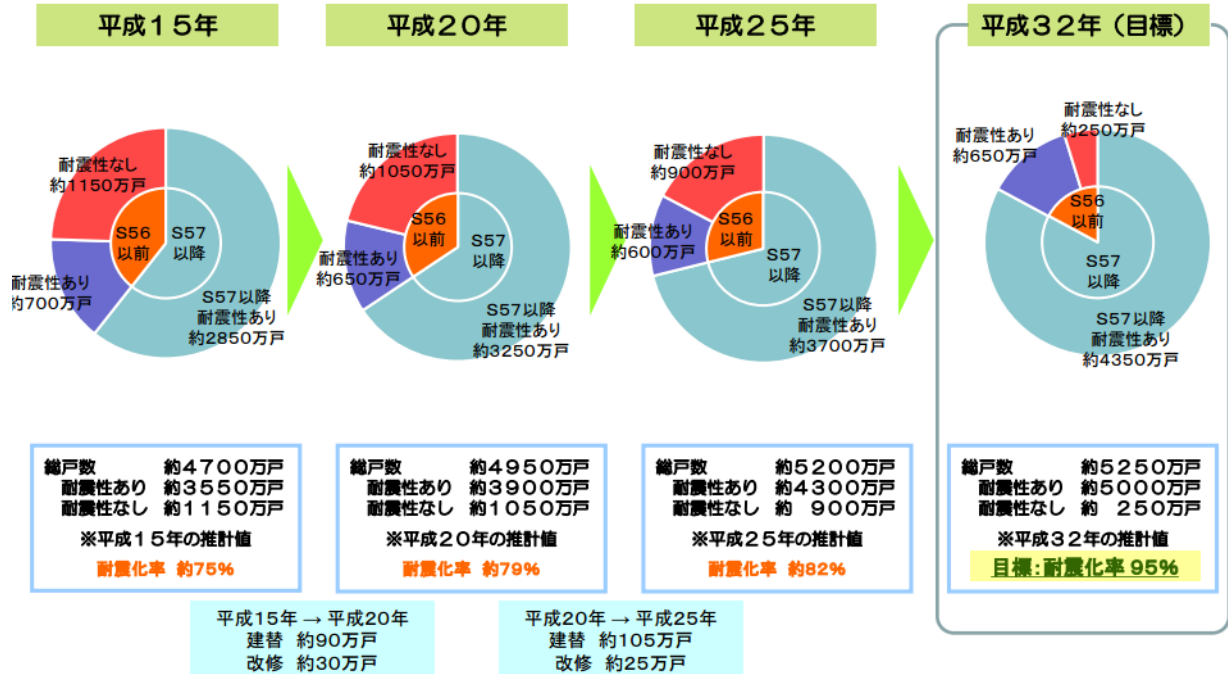 平成15年
耐震性なし
約1150万戸
S56
以前
S57
以降
耐震性あり
約700万戸
S57以降
耐震性あり
約2850万戸
総戸数 約4700万戸
耐震性あり 約3550万戸
耐震性なし 約1150万戸
※平成15年の推計値
耐震化率 約75%
平成20年
耐震性なし
約1050万戸
S56
以前
S57
以降
耐震性あり
約650万戸
S57以降
耐震性あり
約3250万戸
総戸数 約4950万戸
耐震性あり 約3900万戸
耐震性なし 約1050万戸
※平成20年の推計値
耐震化率 約79%
平成25年
耐震性なし
約900万戸
S56
以前
S57
以降
耐震性あり
約600万戸
S57以降
耐震性あり
約3700万戸
総戸数 約5200万戸
耐震性あり 約4300万戸
耐震性なし 約 900万戸
※平成25年の推計値
耐震化率 約82%
平成32年（目標）
耐震性なし
約250万戸
耐震性あり
約650万戸
S56
以前
S57
以降
S57以降
耐震性あり
約4350万戸
総戸数 約5250万戸
耐震性あり 約5000万戸
耐震性なし 約 250万戸
※平成32年の推計値
目標:耐震化率 95%
平成15年 → 平成20年
建替 約90万戸
改修 約30万戸
平成20年 → 平成25年
建替 約105万戸
改修 約25万戸